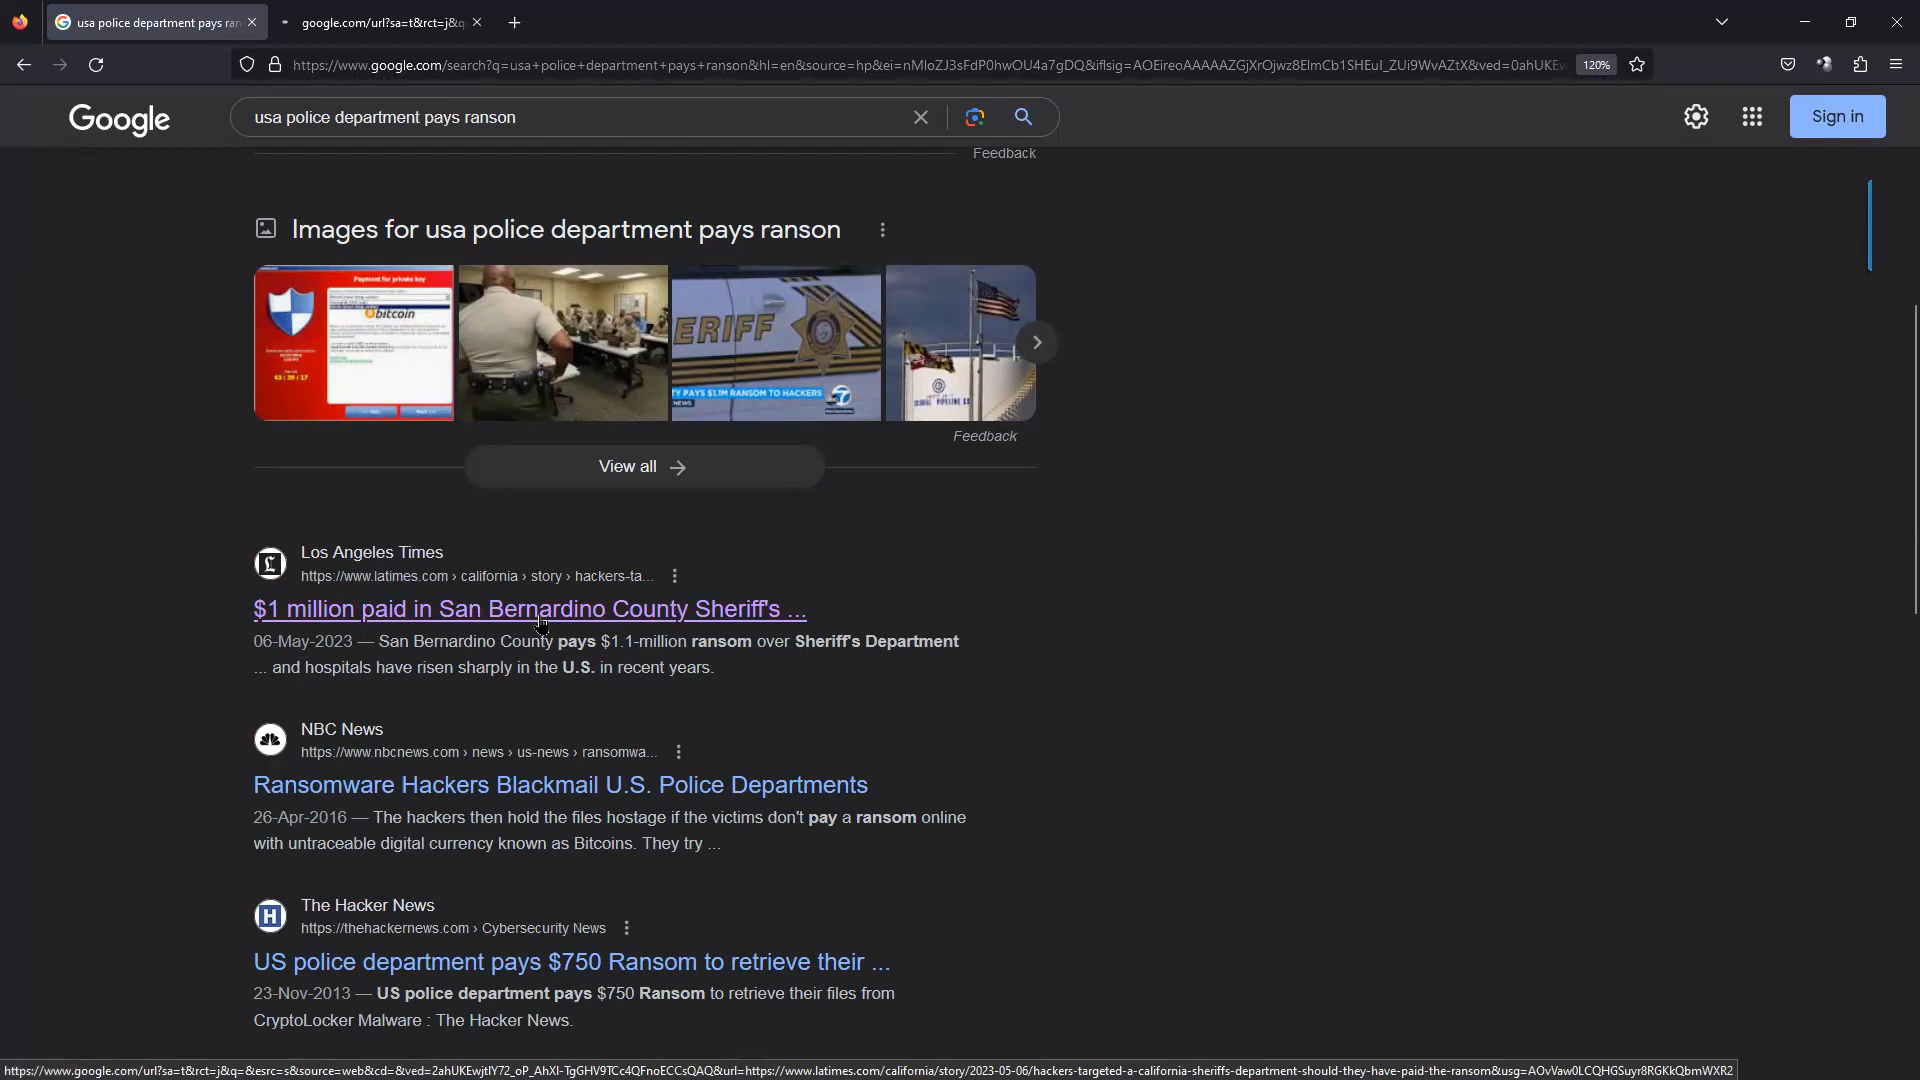 usa police department pays ran
google.com/url?sa=t&rct=j&q
https://www.google.com/search?q=usa+police+department+pays+ranson&hl=en&source=hp&ei=nMloZJ3sFdP0hwOU4a7gDQ&iflsig=AOEireoAAAAAZGjXrOjwz8ElmCb1SHEuI_ZUi9WvAZtX&ved=0ahUKEw
120%
Google
usa police department pays ranson
Sign in
Feedback
Images for usa police department pays ranson
Payment for private key
bitcoin
ERIFF
TY PAYS $1.1M RANSOM TO HACKERS
NEWS
abc 7
Feedback
View all
Los Angeles Times
https://www.latimes.com › california › story › hackers-ta...
$1 million paid in San Bernardino County Sheriff's ...
06-May-2023 — San Bernardino County pays $1.1-million ransom over Sheriff's Department
... and hospitals have risen sharply in the U.S. in recent years.
NBC News
https://www.nbcnews.com › news › us-news › ransomwa...
Ransomware Hackers Blackmail U.S. Police Departments
26-Apr-2016 — The hackers then hold the files hostage if the victims don't pay a ransom online
with untraceable digital currency known as Bitcoins. They try ...
The Hacker News
https://thehackernews.com › Cybersecurity News
US police department pays $750 Ransom to retrieve their ...
23-Nov-2013 — US police department pays $750 Ransom to retrieve their files from
CryptoLocker Malware : The Hacker News.
https://www.google.com/url?sa=t&rct=j&q=&esrc=s&source=web&cd=&ved=2ahUKEwjtlY72_oP_AhXI-TgGHV9TCc4QFnoECCsQAQ&url=https://www.latimes.com/california/story/2023-05-06/hackers-targeted-a-california-sheriffs-department-should-they-have-paid-the-ransom&usg=AOvVaw0LCQHGSuyr8RGKkQbmWXR2